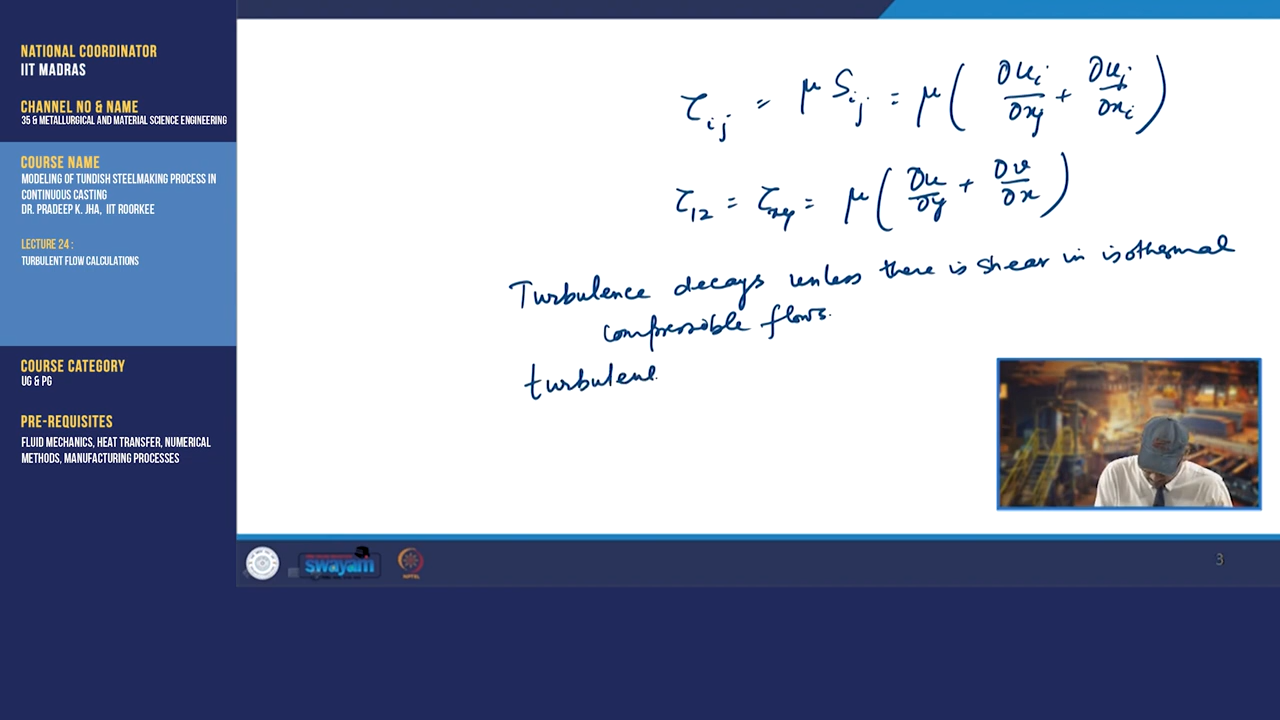 NATIONAL COORDINATOR
IIT MADRAS
CHANNEL NO & NAME
35 & METALLURGICAL AND MATERIAL SCIENCE ENGINEERING
COURSE NAME
MODELING OF TUNDISH STEELMAKING PROCESS IN
CONTINUOUS CASTING
DR. PRADEEP K. JHA, IIT ROORKEE
LECTURE 24 :
TURBULENT FLOW CALCULATIONS
COURSE CATEGORY
UG & PG
PRE-REQUISITES
FLUID MECHANICS, HEAT TRANSFER, NUMERICAL
METHODS, MANUFACTURING PROCESSES
τij = μ Sij = μ ( ∂ui/∂xj + ∂uj/∂xi )
τ12 = τxy = μ ( ∂u/∂y + ∂v/∂x )
Turbulence decays unless there is shear in isothermal
compressible flows.
turbulenc
swayam
3